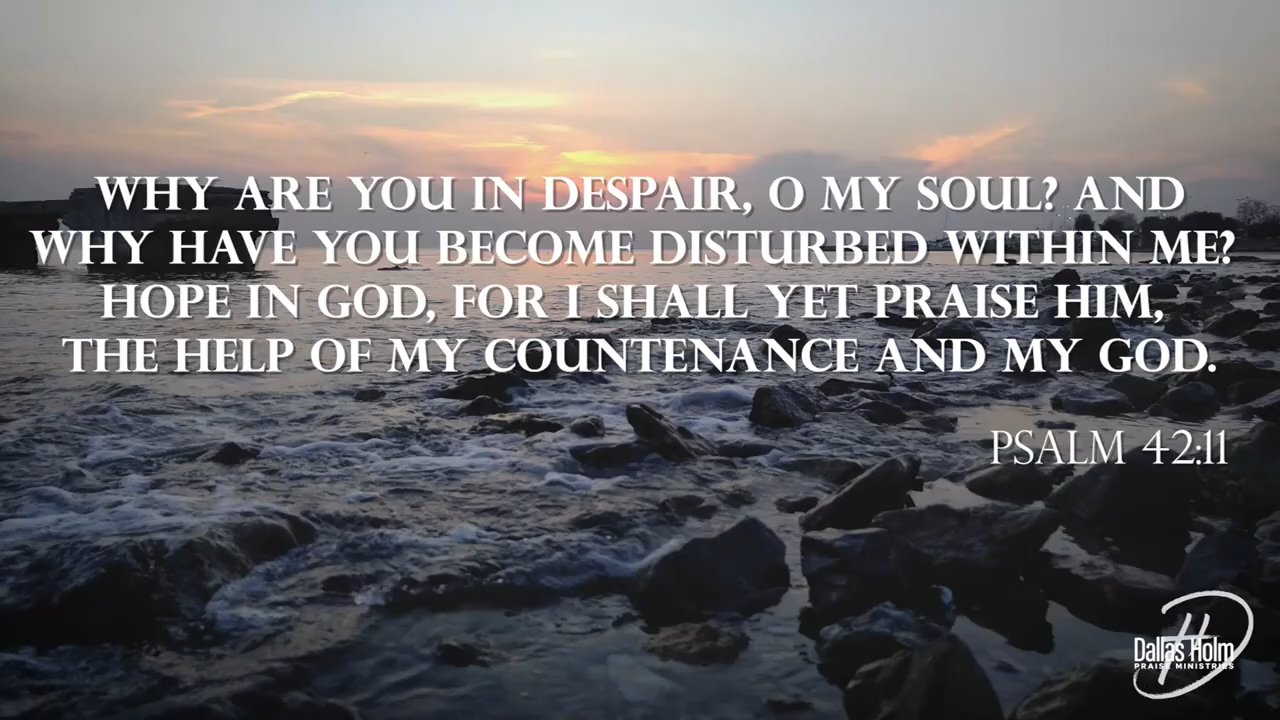 WHY ARE YOU IN DESPAIR, O MY SOUL? AND
WHY HAVE YOU BECOME DISTURBED WITHIN ME?
HOPE IN GOD, FOR I SHALL YET PRAISE HIM,
THE HELP OF MY COUNTENANCE AND MY GOD.
PSALM 42:11
DH
Dallas Holm
PRAISE MINISTRIES